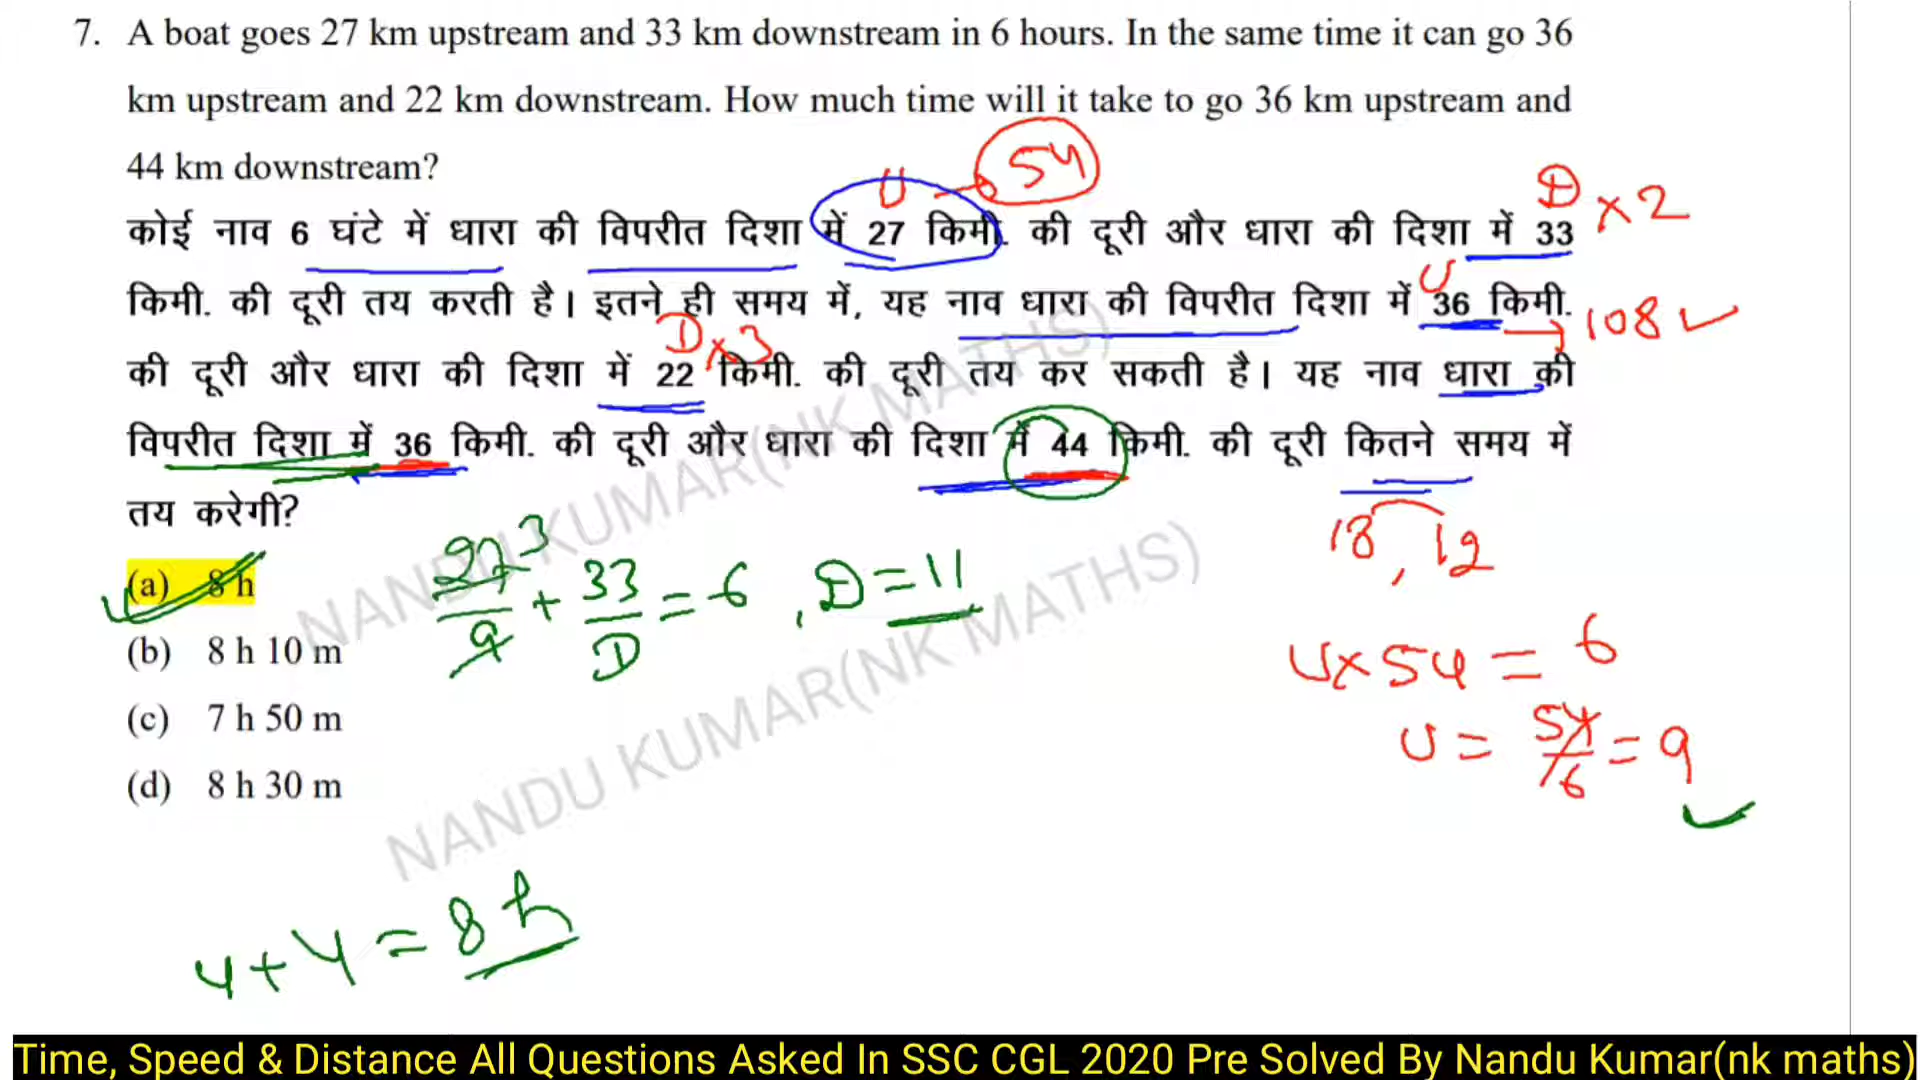 7. A boat goes 27 km upstream and 33 km downstream in 6 hours. In the same time it can go 36
km upstream and 22 km downstream. How much time will it take to go 36 km upstream and
44 km downstream?
U → 54
D × 2
कोई नाव 6 घंटे में धारा की विपरीत दिशा में 27 किमी. की दूरी और धारा की दिशा में 33
U
किमी. की दूरी तय करती है। इतने ही समय में, यह नाव धारा की विपरीत दिशा में 36 किमी.
→ 108 ✓
D × 3
की दूरी और धारा की दिशा में 22 किमी. की दूरी तय कर सकती है। यह नाव धारा की
विपरीत दिशा में 36 किमी. की दूरी और धारा की दिशा में 44 किमी. की दूरी कितने समय में
तय करेगी?
18, 12
(a) 8 h
27/9 3 + 33/D = 6, D = 11
(b) 8 h 10 m
U × 54 = 6
(c) 7 h 50 m
U = 54/6 = 9
(d) 8 h 30 m
4 + 4 = 8 h
NANDU KUMAR(NK MATHS)
NANDU KUMAR(NK MATHS)
Time, Speed & Distance All Questions Asked In SSC CGL 2020 Pre Solved By Nandu Kumar(nk maths)